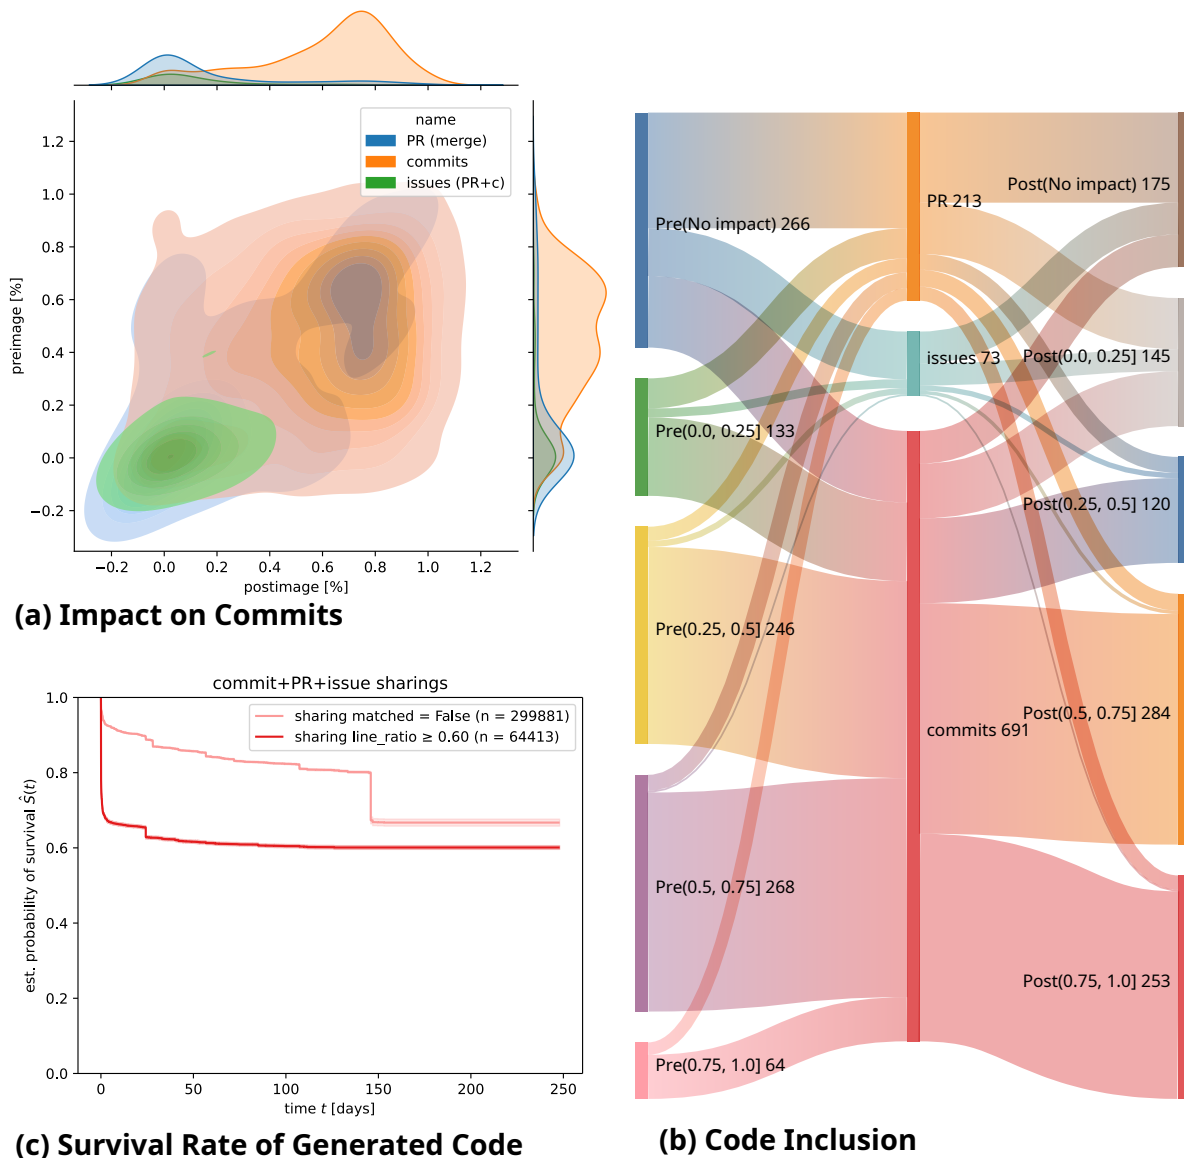 name
PR (merge)
commits
issues (PR+c)
preimage [%]
1.2
1.0
0.8
0.6
0.4
0.2
0.0
−0.2
−0.2 0.0 0.2 0.4 0.6 0.8 1.0 1.2
postimage [%]
(a) Impact on Commits
commit+PR+issue sharings
sharing matched = False (n = 299881)
sharing line_ratio ≥ 0.60 (n = 64413)
est. probability of survival Ŝ(t)
1.0
0.8
0.6
0.4
0.2
0.0
0 50 100 150 200 250
time t [days]
(c) Survival Rate of Generated Code
Pre(No impact) 266
Pre(0.0, 0.25] 133
Pre(0.25, 0.5] 246
Pre(0.5, 0.75] 268
Pre(0.75, 1.0] 64
PR 213
issues 73
commits 691
Post(No impact) 175
Post(0.0, 0.25] 145
Post(0.25, 0.5] 120
Post(0.5, 0.75] 284
Post(0.75, 1.0] 253
(b) Code Inclusion